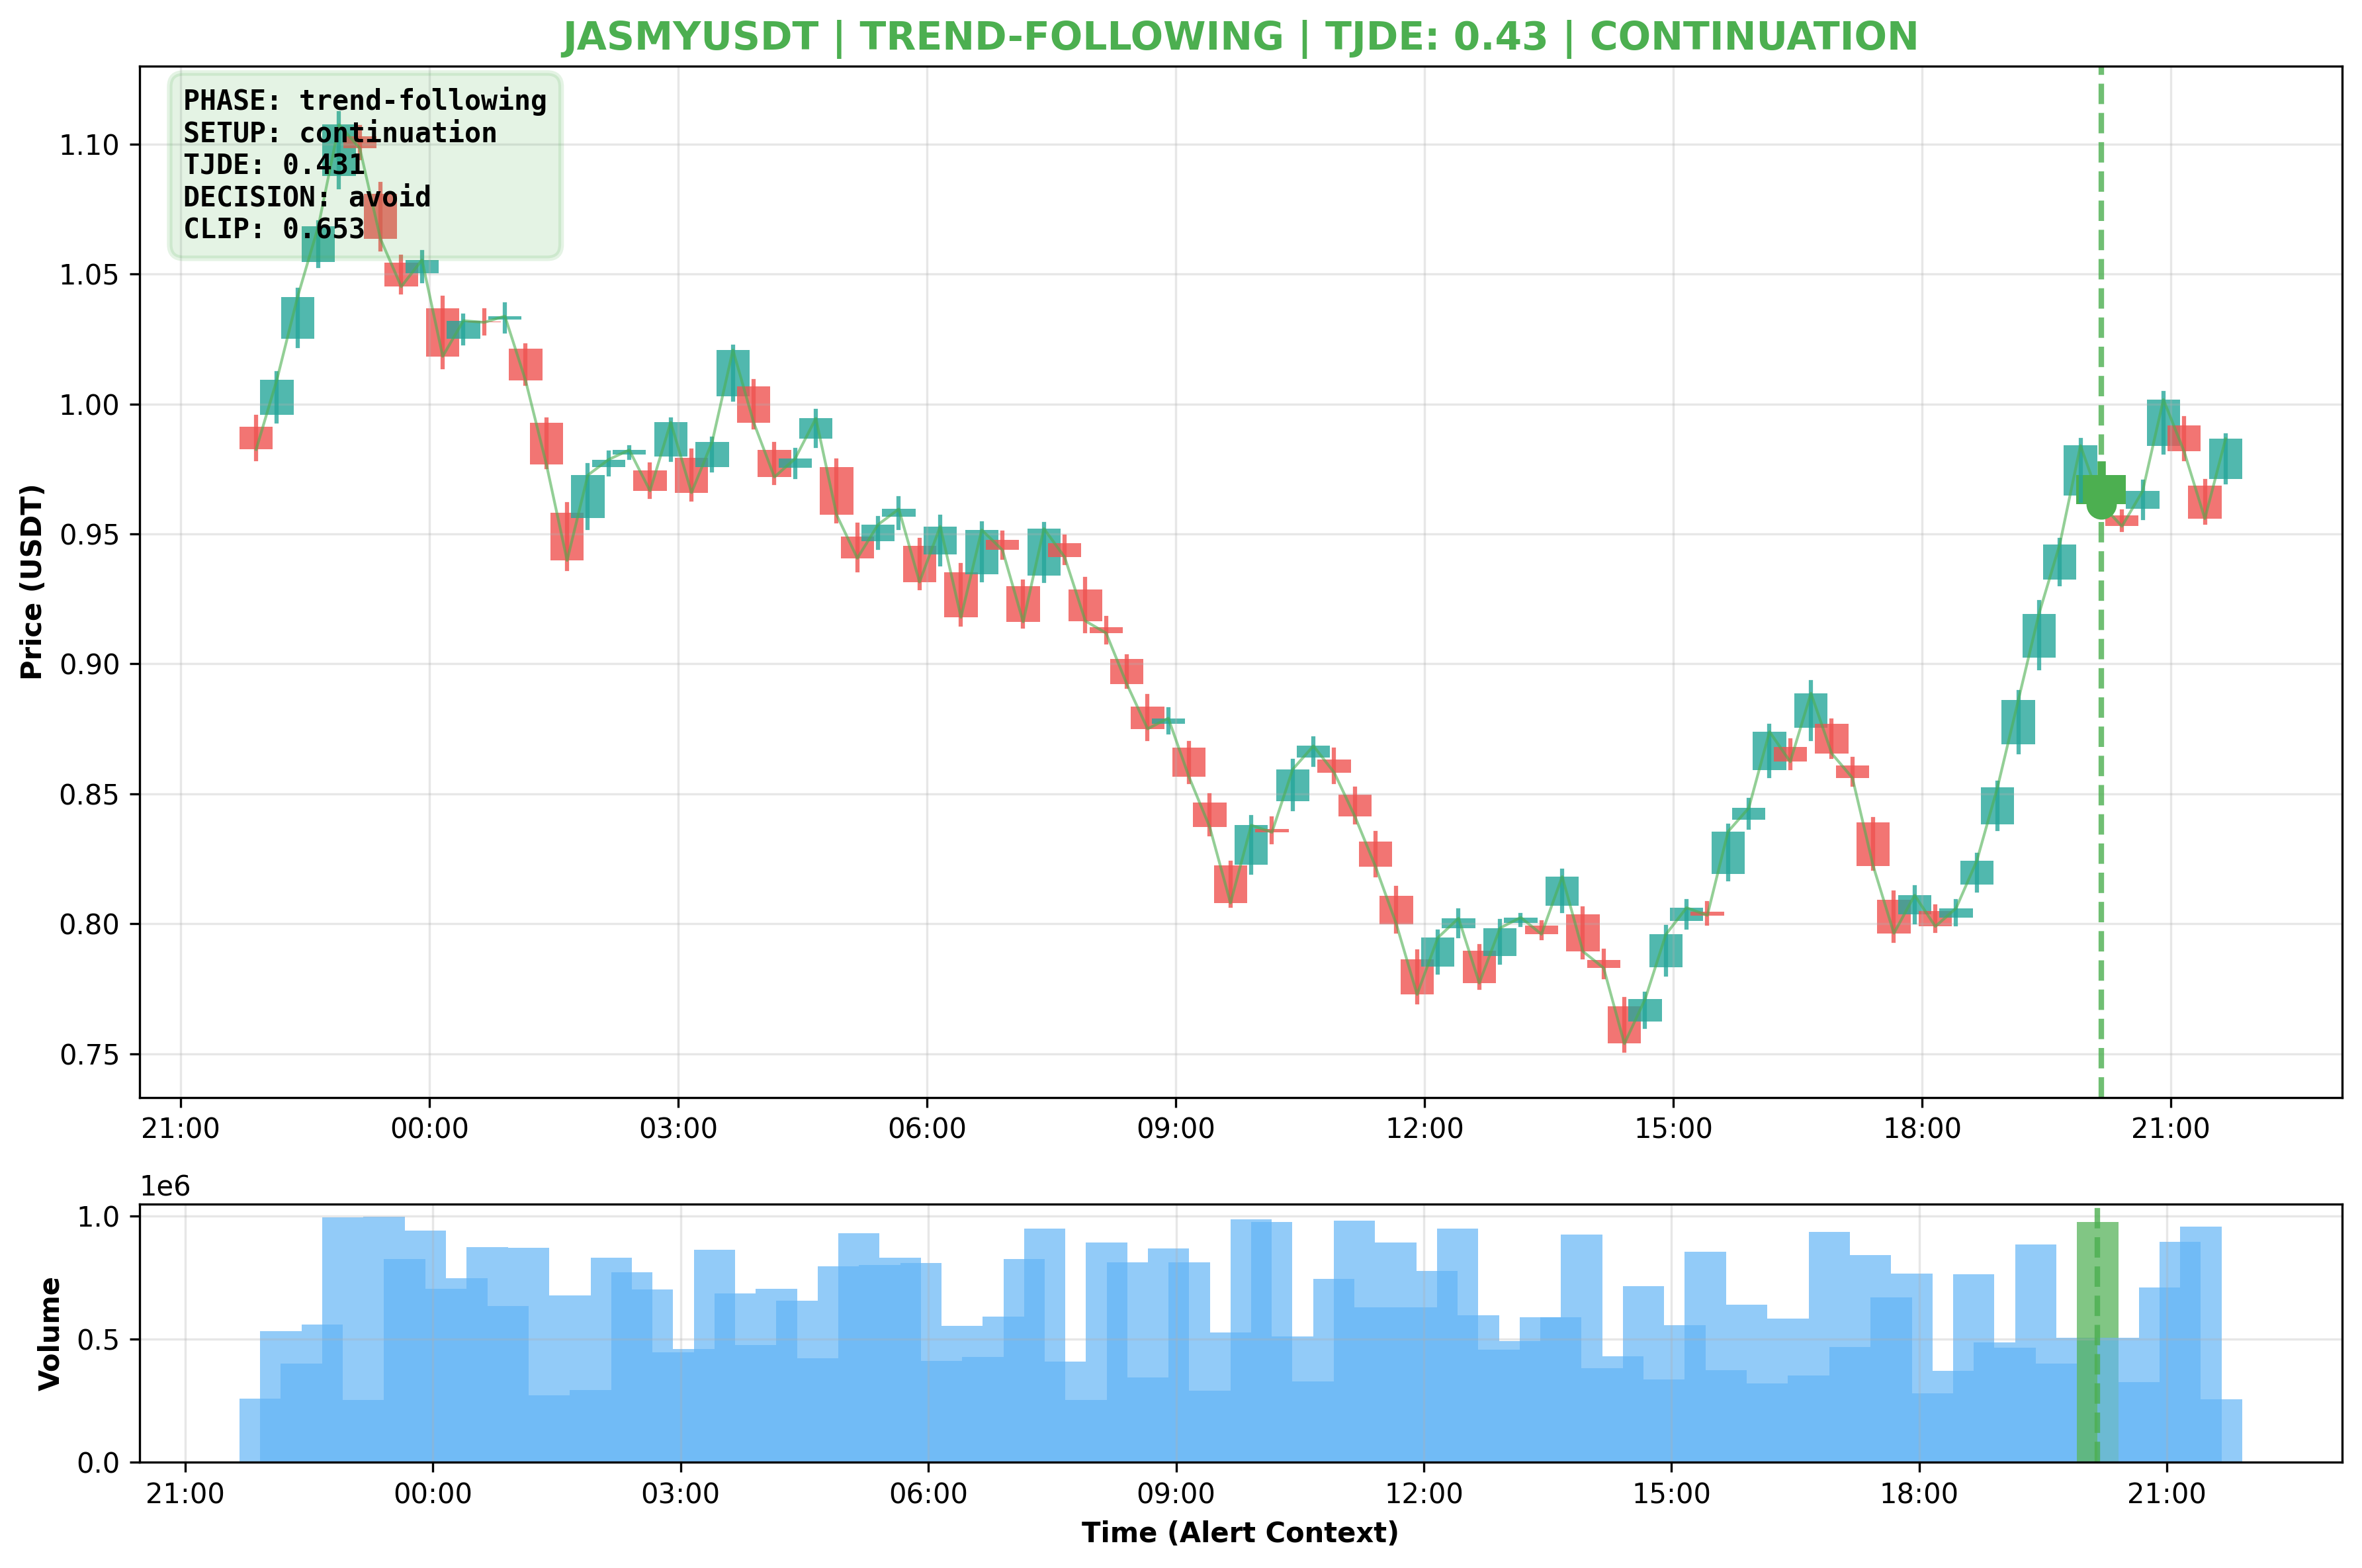 JASMYUSDT | TREND-FOLLOWING | TJDE: 0.43 | CONTINUATION
PHASE: trend-following
SETUP: continuation
TJDE: 0.431
DECISION: avoid
CLIP: 0.653
Price (USDT)
1.10
1.05
1.00
0.95
0.90
0.85
0.80
0.75
21:00 00:00 03:00 06:00 09:00 12:00 15:00 18:00 21:00
1e6
Volume
1.0
0.5
0.0
21:00 00:00 03:00 06:00 09:00 12:00 15:00 18:00 21:00
Time (Alert Context)